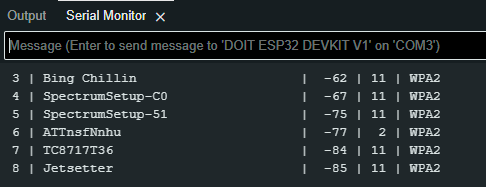 Output Serial Monitor ×
Message (Enter to send message to 'DOIT ESP32 DEVKIT V1' on 'COM3')
3 | Bing Chillin | -62 | 11 | WPA2
4 | SpectrumSetup-C0 | -67 | 11 | WPA2
5 | SpectrumSetup-51 | -75 | 11 | WPA2
6 | ATTnsfNnhu | -77 | 2 | WPA2
7 | TC8717T36 | -84 | 11 | WPA2
8 | Jetsetter | -85 | 11 | WPA2